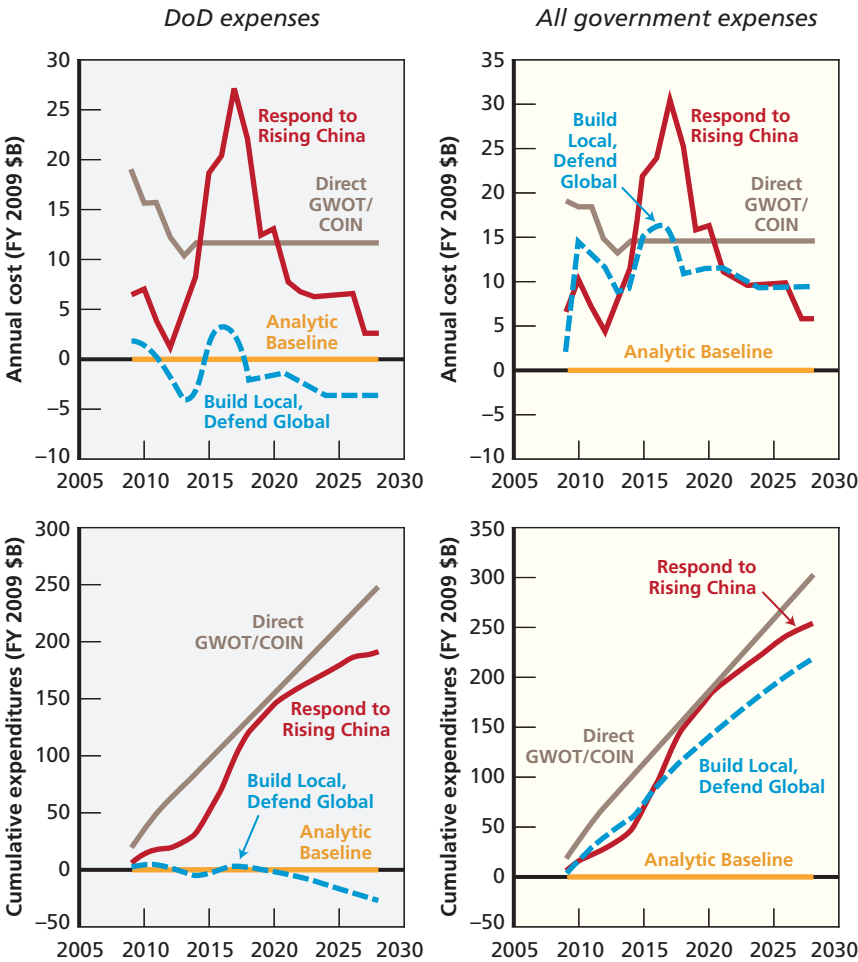 DoD expenses
All government expenses
Annual cost (FY 2009 $B)
30
25
20
15
10
5
0
–5
–10
2005 2010 2015 2020 2025 2030
Respond to
Rising China
Direct
GWOT/
COIN
Analytic
Baseline
Build Local,
Defend Global
Annual cost (FY 2009 $B)
35
30
25
20
15
10
5
0
–5
–10
2005 2010 2015 2020 2025 2030
Build
Local,
Defend
Global
Respond to
Rising China
Direct
GWOT/
COIN
Analytic Baseline
Cumulative expenditures (FY 2009 $B)
300
250
200
150
100
50
0
–50
2005 2010 2015 2020 2025 2030
Direct
GWOT/COIN
Respond to
Rising China
Build Local,
Defend Global
Analytic
Baseline
Cumulative expenditures (FY 2009 $B)
350
300
250
200
150
100
50
0
–50
2005 2010 2015 2020 2025 2030
Respond to
Rising China
Direct
GWOT/COIN
Build Local,
Defend Global
Analytic Baseline